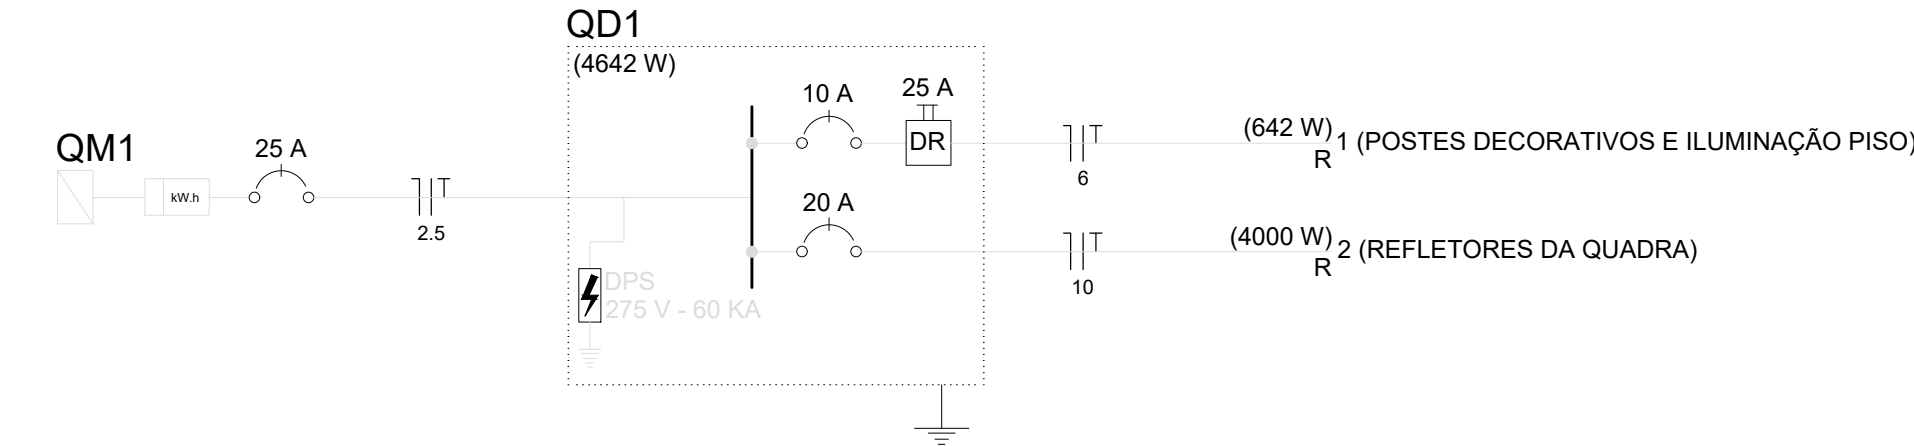 QD1
(4642 W)
QM1
25 A
kW.h
2.5
10 A
25 A
DR
6
(642 W)
R
1 (POSTES DECORATIVOS E ILUMINAÇÃO PISO)
20 A
10
(4000 W)
R
2 (REFLETORES DA QUADRA)
DPS
275 V - 60 KA